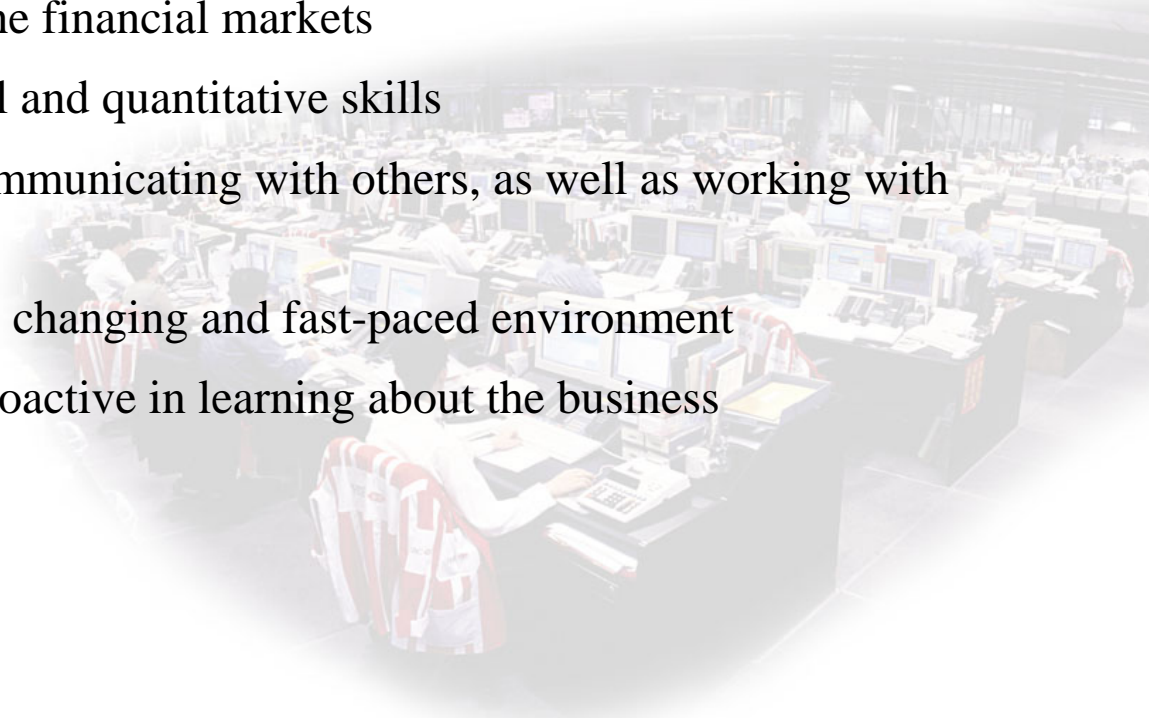 ne financial markets
l and quantitative skills
mmunicating with others, as well as working with
changing and fast-paced environment
oactive in learning about the business